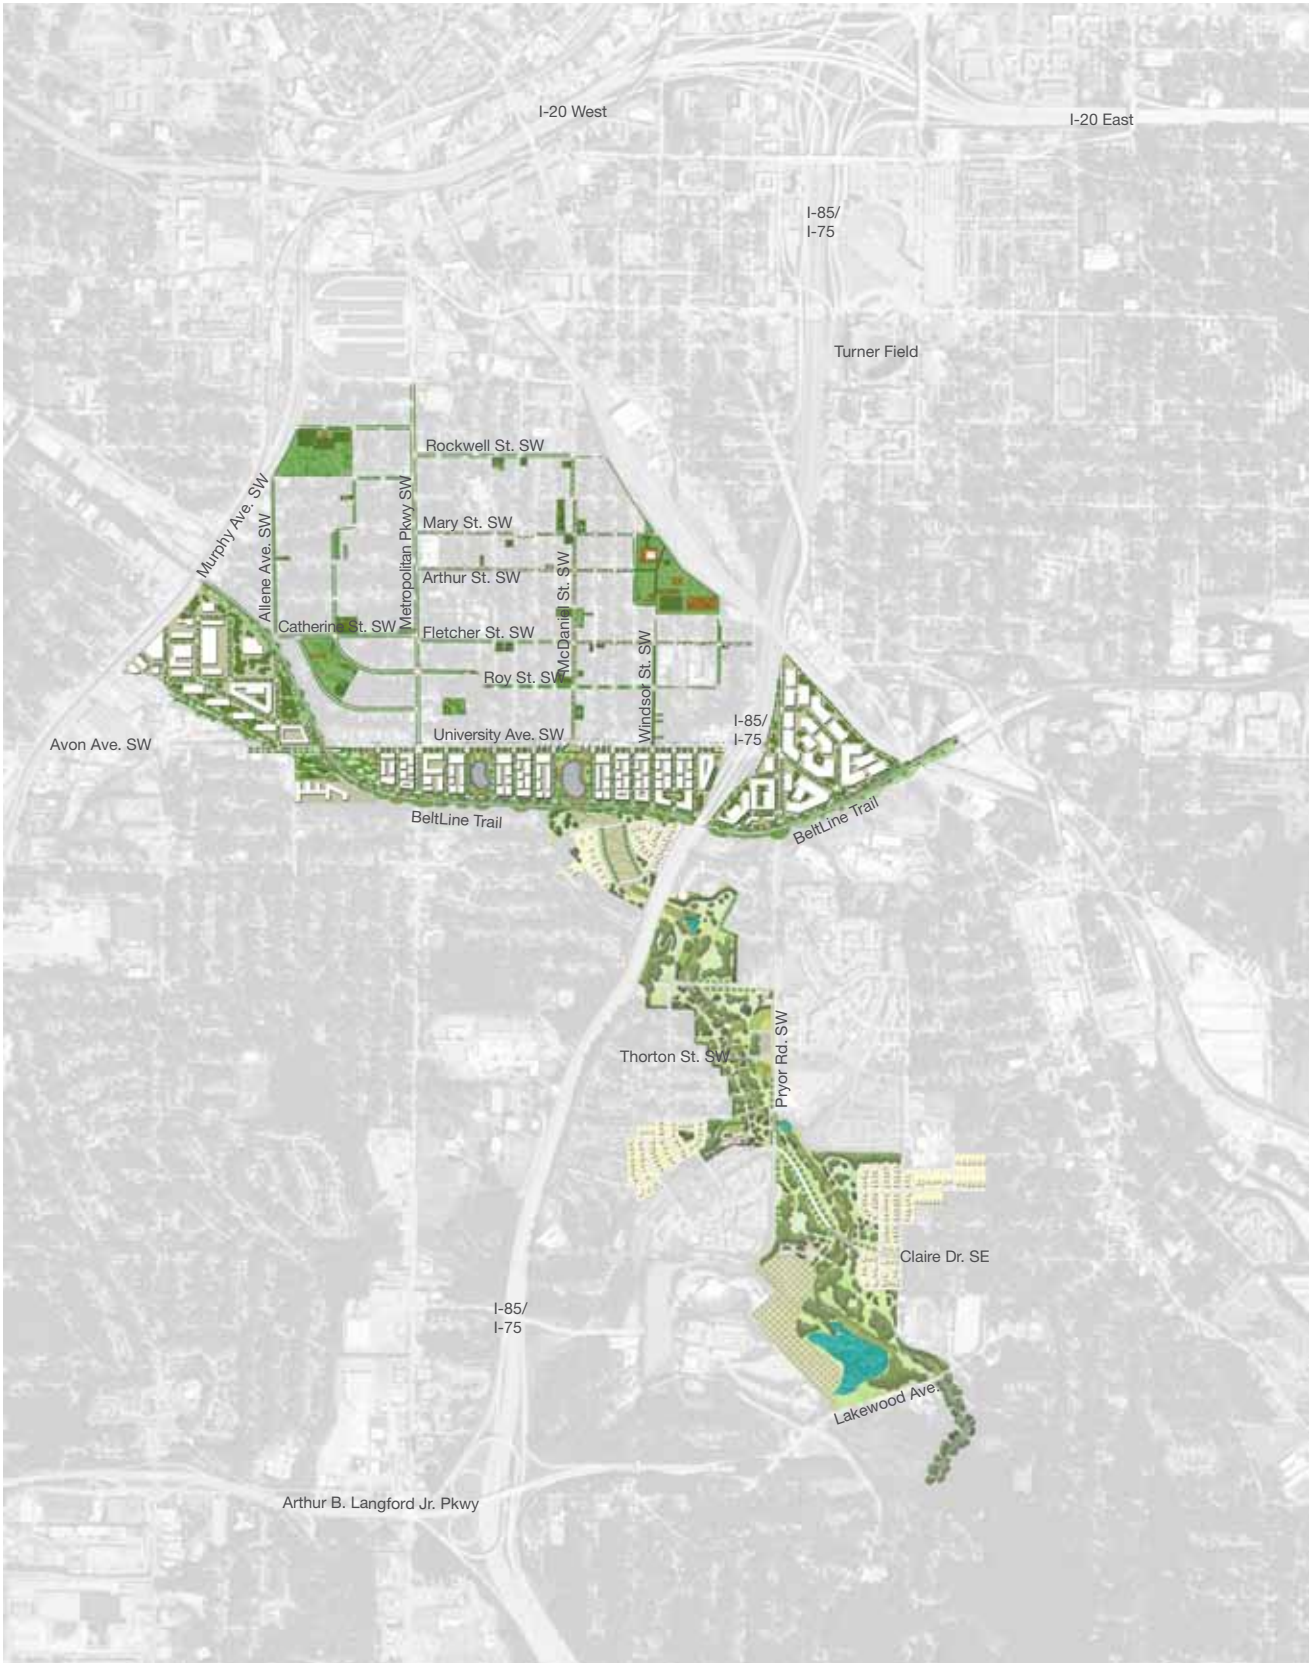 I-20 West
I-20 East
I-85/
I-75
Turner Field
Rockwell St. SW
Murphy Ave. SW
Allene Ave. SW
Metropolitan Pkwy SW
Mary St. SW
Arthur St. SW
McDaniel St. SW
Catherine St. SW
Fletcher St. SW
Roy St. SW
Windsor St. SW
I-85/
I-75
University Ave. SW
Avon Ave. SW
BeltLine Trail
BeltLine Trail
Thorton St. SW
Pryor Rd. SW
Claire Dr. SE
I-85/
I-75
Lakewood Ave.
Arthur B. Langford Jr. Pkwy